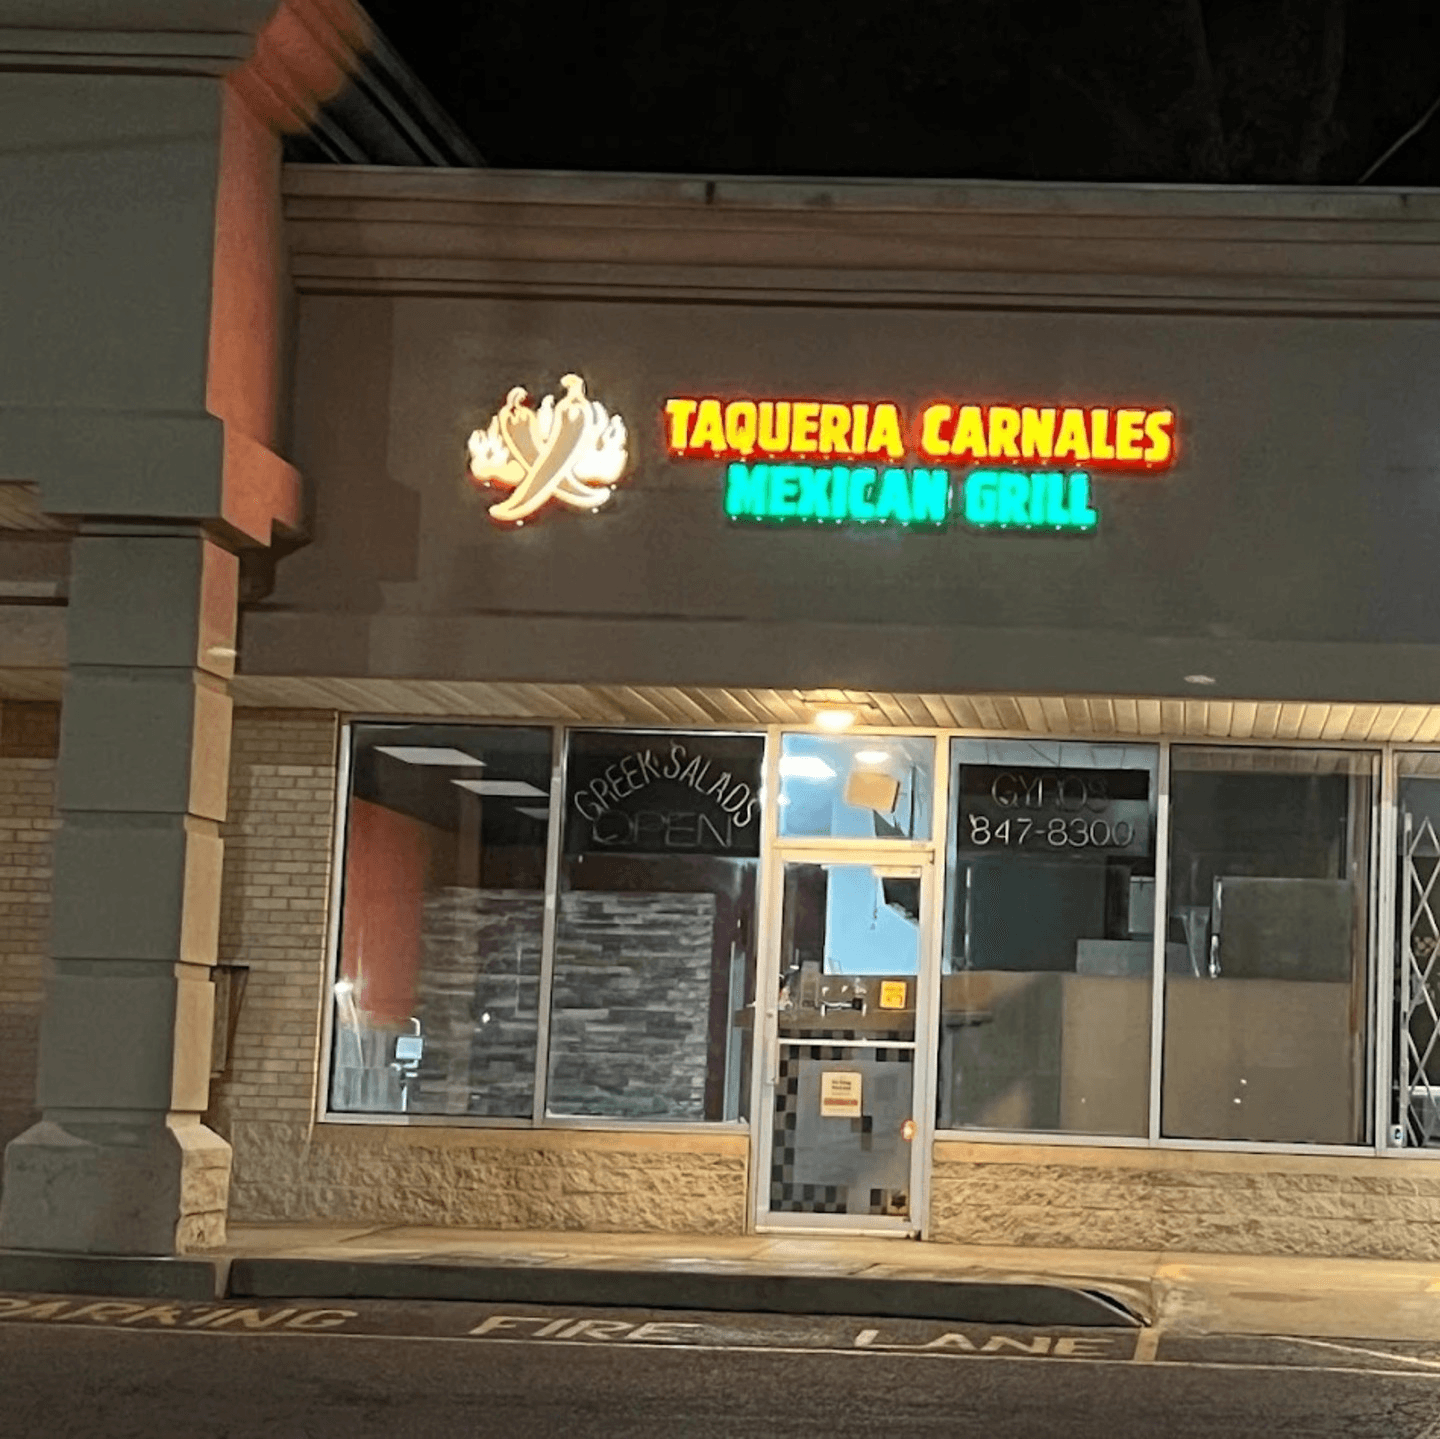 TAQUERIA CARNALES
MEXICAN GRILL
GREEK SALADS
OPEN
GYROS
847-8300
PARKING FIRE LANE